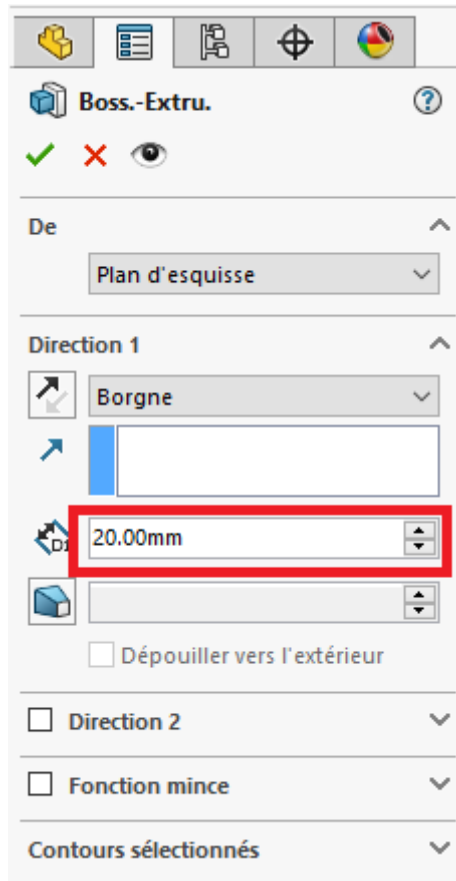 Boss.-Extru.
De
Plan d'esquisse
Direction 1
Borgne
D1
20.00mm
Dépouiller vers l'extérieur
Direction 2
Fonction mince
Contours sélectionnés